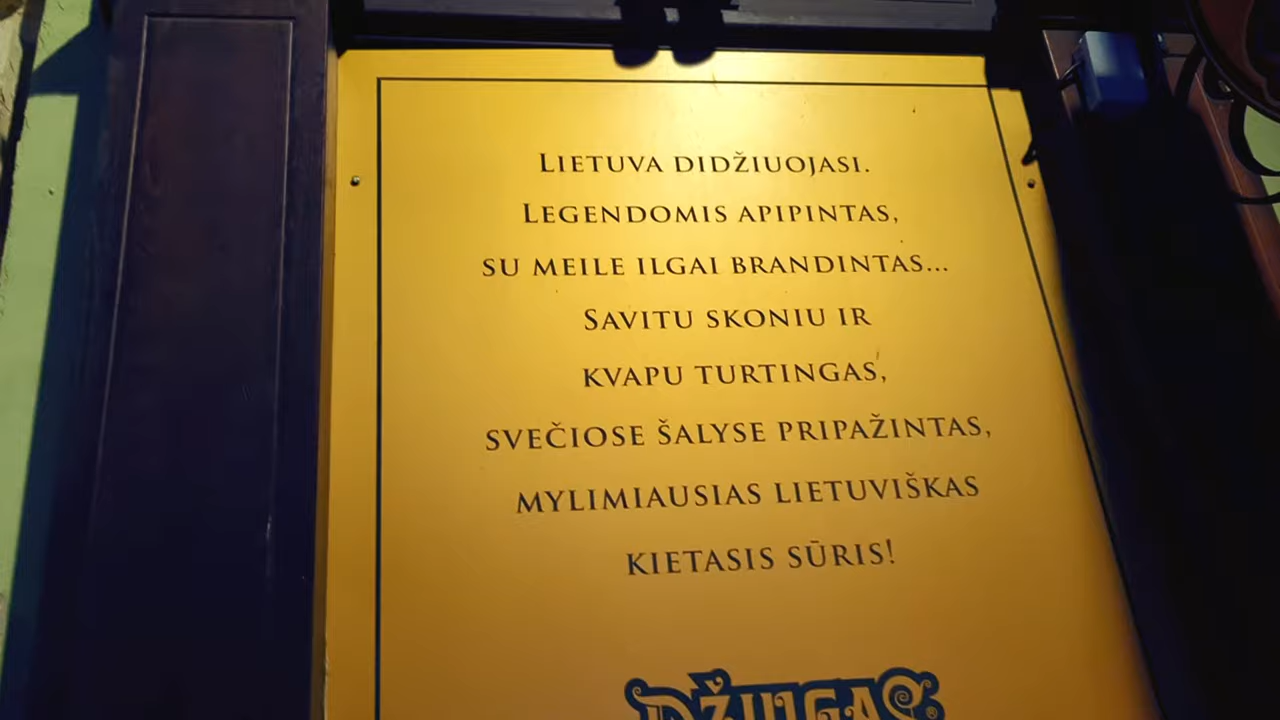 LIETUVA DIDŽIUOJASI.
LEGENDOMIS APIPINTAS,
SU MEILE ILGAI BRANDINTAS...
SAVITU SKONIU IR
KVAPU TURTINGAS,
SVEČIOSE ŠALYSE PRIPAŽINTAS,
MYLIMIAUSIAS LIETUVIŠKAS
KIETASIS SŪRIS!
DŽIUGAS®